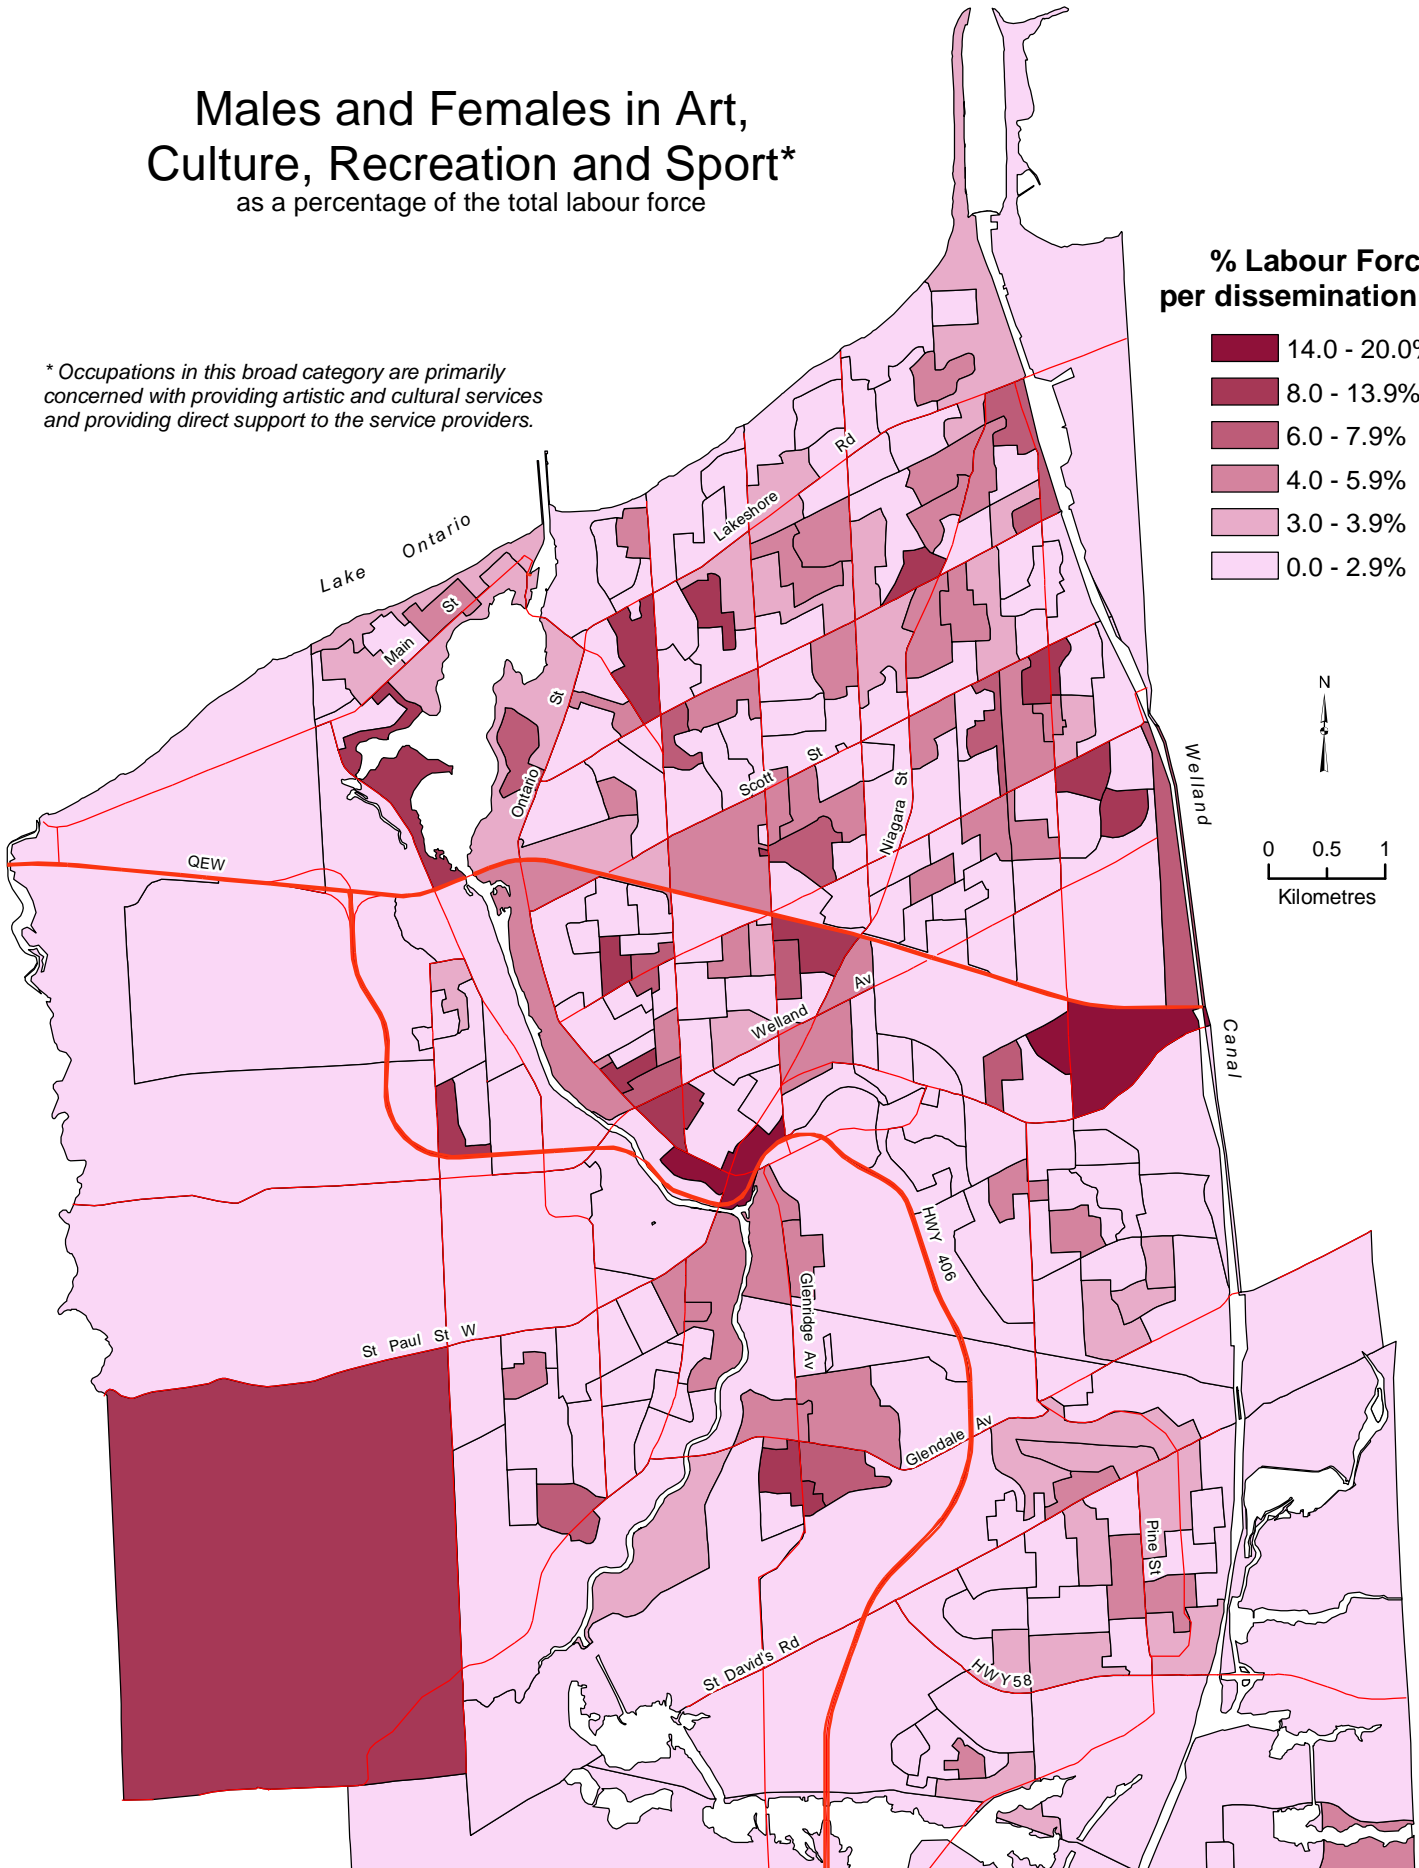 Males and Females in Art,
Culture, Recreation and Sport*
as a percentage of the total labour force
% Labour Forc
per dissemination
14.0 - 20.0%
8.0 - 13.9%
6.0 - 7.9%
4.0 - 5.9%
3.0 - 3.9%
0.0 - 2.9%
* Occupations in this broad category are primarily
concerned with providing artistic and cultural services
and providing direct support to the service providers.
Lake Ontario
Lakeshore Rd
Main St
Ontario St
Scott St
Niagara St
Welland
Canal
N
0 0.5 1
Kilometres
QEW
Welland Av
HWY 406
Glenridge Av
St Paul St W
Glendale Av
Pine St
St David's Rd
HWY58